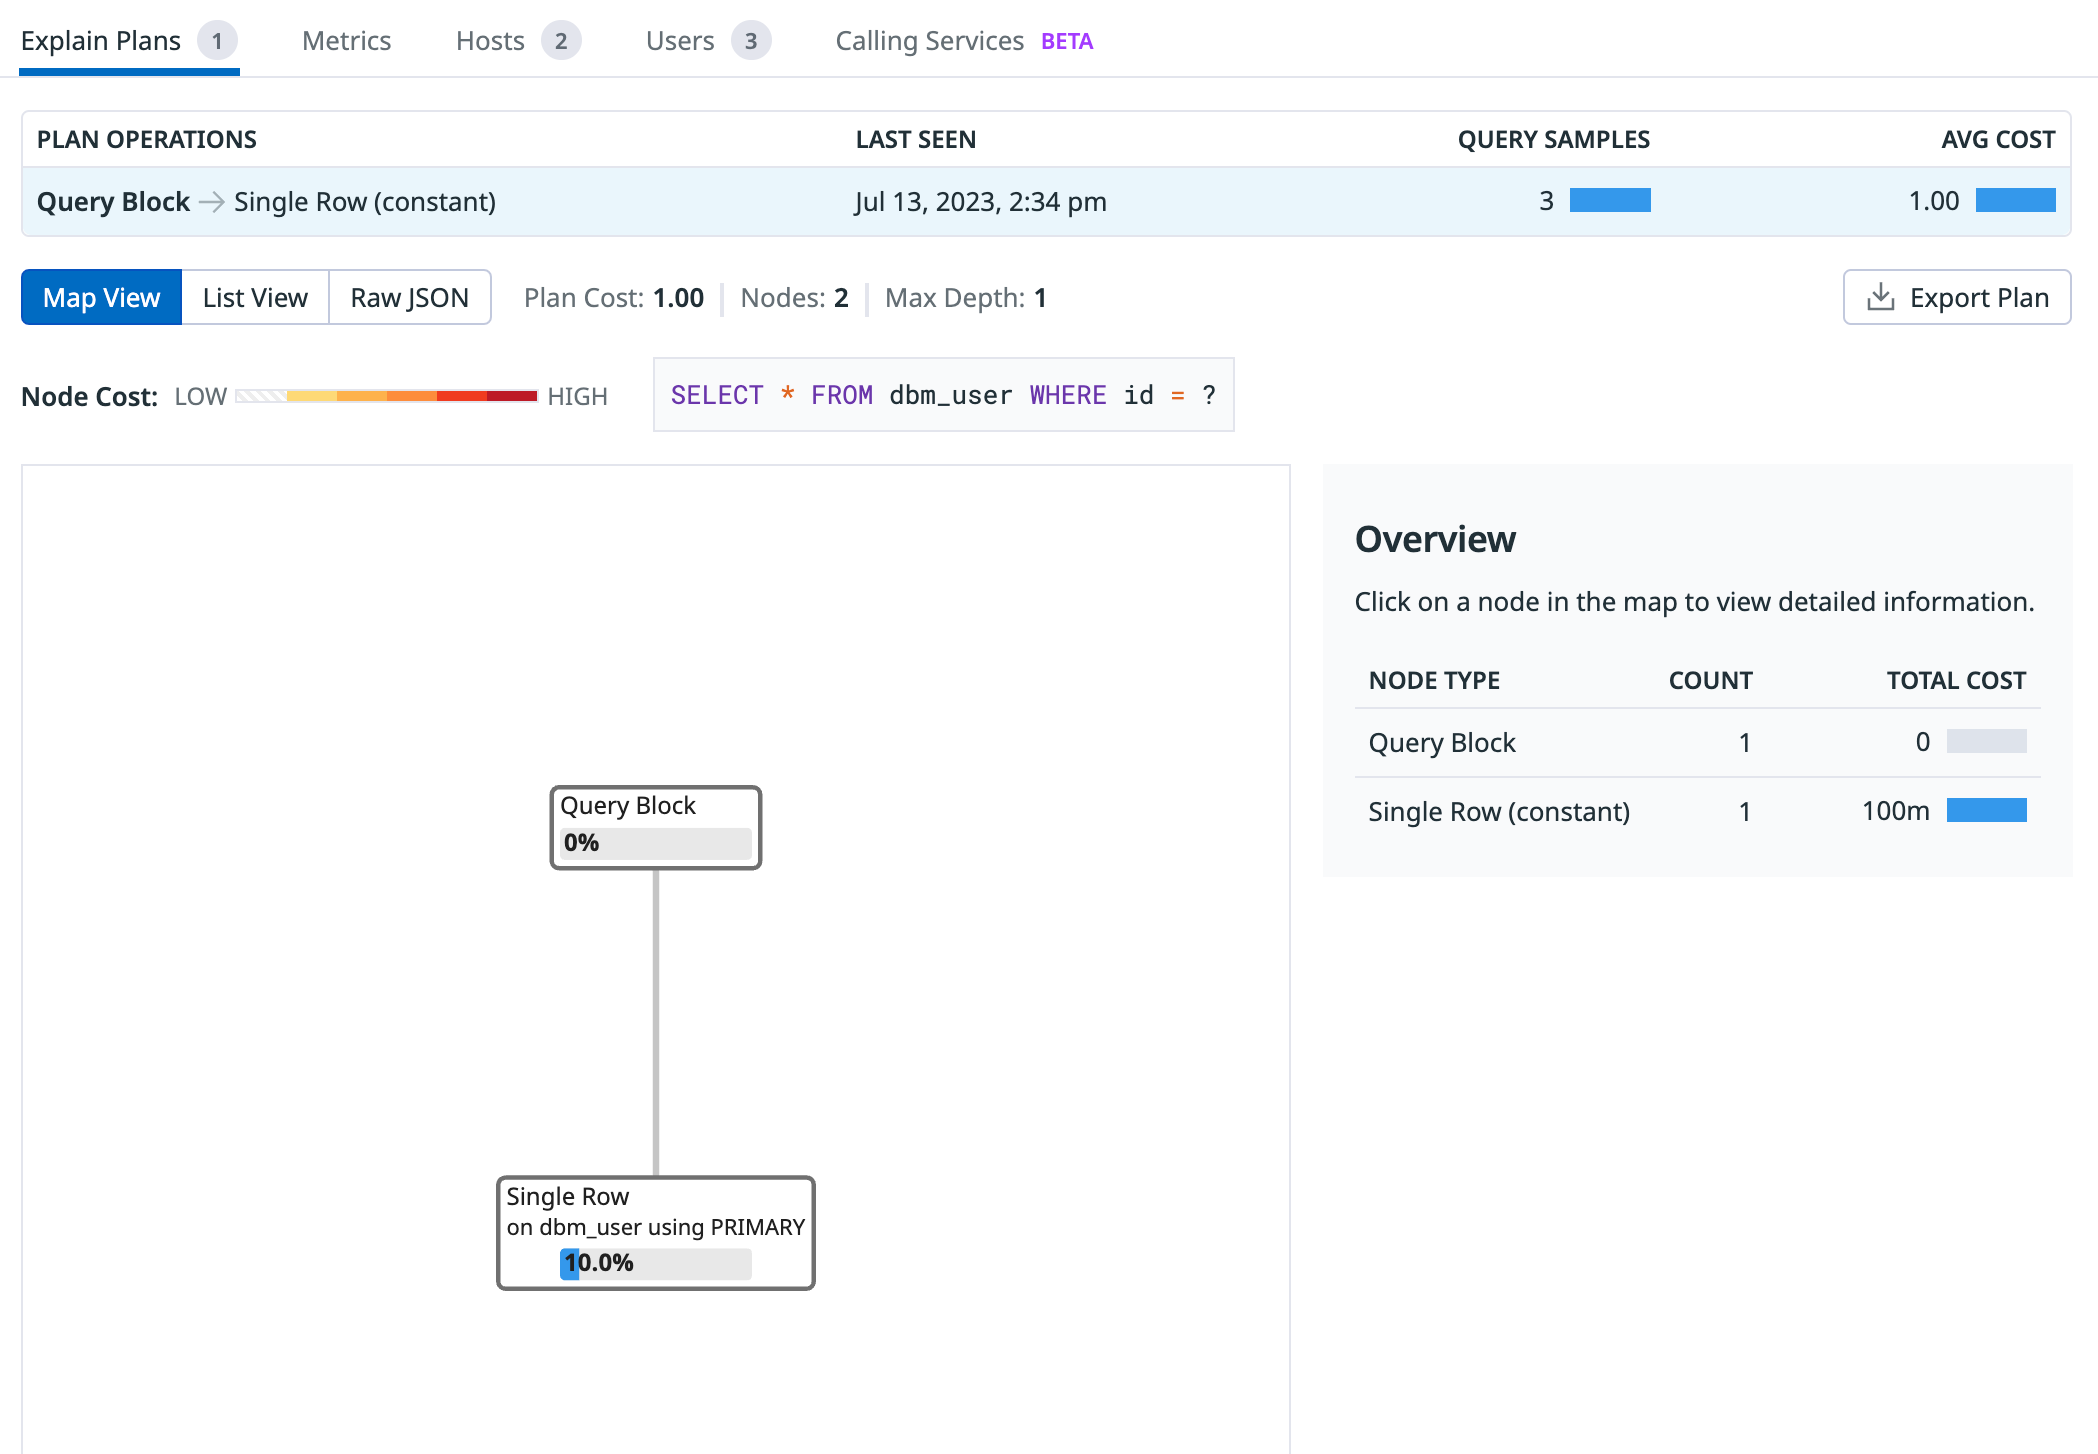 Explain Plans 1 Metrics Hosts 2 Users 3 Calling Services BETA
PLAN OPERATIONS LAST SEEN QUERY SAMPLES AVG COST
Query Block → Single Row (constant) Jul 13, 2023, 2:34 pm 3 1.00
Map View List View Raw JSON Plan Cost: 1.00 Nodes: 2 Max Depth: 1 Export Plan
Node Cost: LOW HIGH SELECT * FROM dbm_user WHERE id = ?
Overview
Click on a node in the map to view detailed information.
NODE TYPE COUNT TOTAL COST
Query Block 1 0
Single Row (constant) 1 100m
Query Block
0%
Single Row
on dbm_user using PRIMARY
10.0%